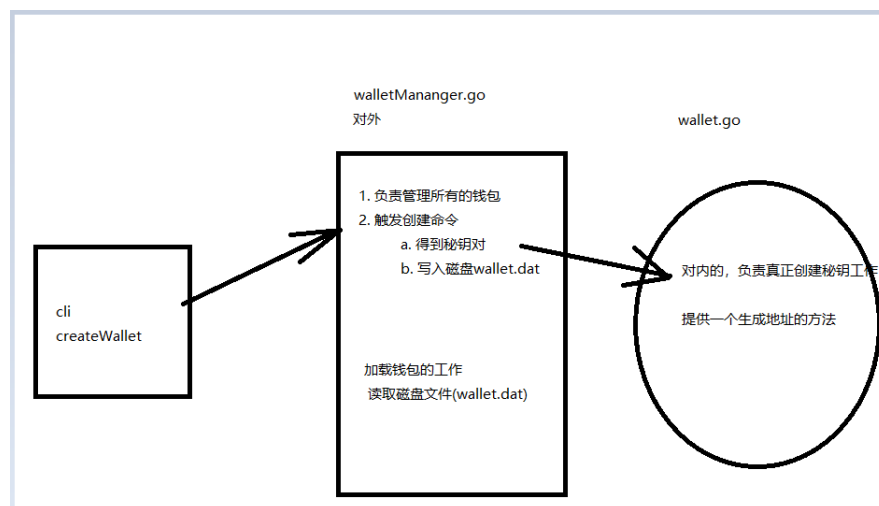 walletMananger.go
对外
wallet.go
1. 负责管理所有的钱包
2. 触发创建命令
a. 得到秘钥对
b. 写入磁盘wallet.dat
对内的，负责真正创建秘钥工作
提供一个生成地址的方法
cli
createWallet
加载钱包的工作
读取磁盘文件(wallet.dat)